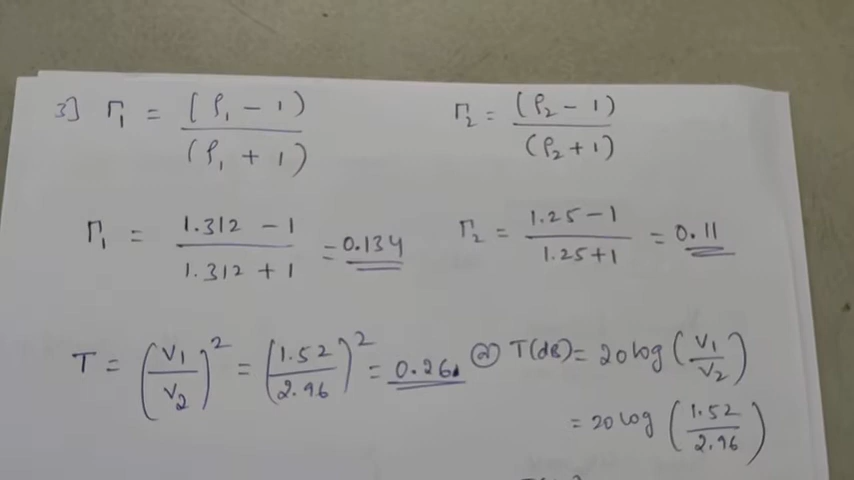 3] Γ₁ = (ρ₁ - 1) / (ρ₁ + 1)    Γ₂ = (ρ₂ - 1) / (ρ₂ + 1)
Γ₁ = 1.312 - 1 / 1.312 + 1 = 0.134    Γ₂ = 1.25 - 1 / 1.25 + 1 = 0.11
T = (V₁ / V₂)² = (1.52 / 2.96)² = 0.26    T(dB) = 20 log (V₁ / V₂)
= 20 log (1.52 / 2.96)